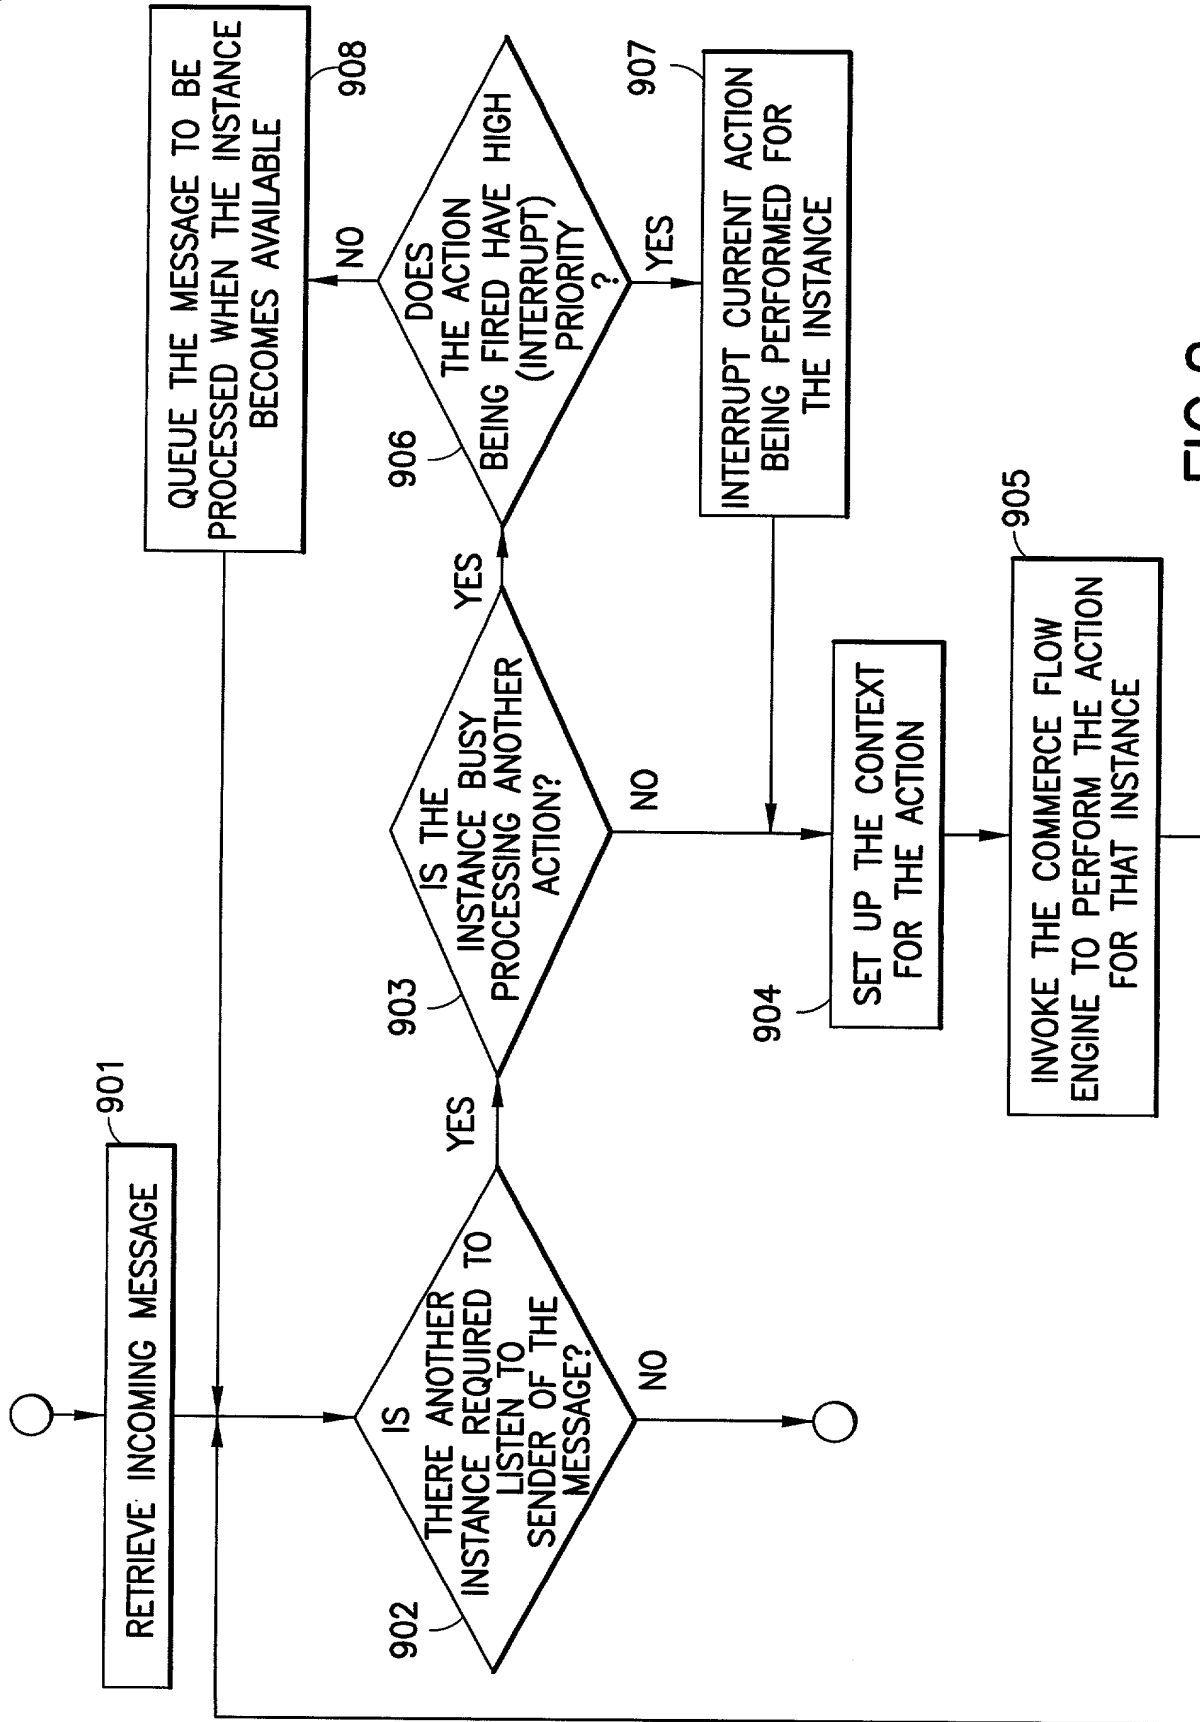 RETRIEVE INCOMING MESSAGE
901
IS
THERE ANOTHER
INSTANCE REQUIRED TO
LISTEN TO
SENDER OF THE
MESSAGE?
902
YES
NO
IS THE
INSTANCE BUSY
PROCESSING ANOTHER
ACTION?
903
YES
NO
DOES
THE ACTION
BEING FIRED HAVE HIGH
(INTERRUPT)
PRIORITY
?
906
NO
YES
QUEUE THE MESSAGE TO BE
PROCESSED WHEN THE INSTANCE
BECOMES AVAILABLE
908
INTERRUPT CURRENT ACTION
BEING PERFORMED FOR
THE INSTANCE
907
SET UP THE CONTEXT
FOR THE ACTION
904
INVOKE THE COMMERCE FLOW
ENGINE TO PERFORM THE ACTION
FOR THAT INSTANCE
905